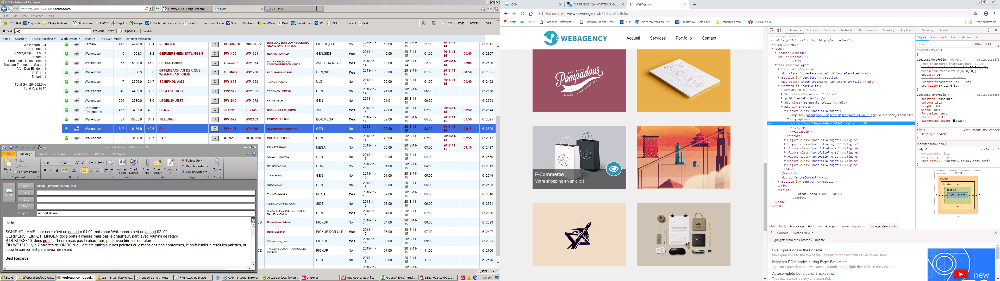 OAM - Internet Explorer
http://oam.lux.europe.panorg.com/
LuxairCARGO Flight Schedule
OAM
ZTT_MINI
File Edit View Favorites Tools
OAM Corporate PA Applications Flt Schedule OAM 2 Cargolux Google IT Public - All Documents master Pantrace Ocean SHV Pantrace SmartView RAKC Track&Trace XCP eSOP Connect MyIT
Page Safety Tools
Find: ol40 Previous Next Options 1 match
Home Search Trucks Handling Work Orders Flight IHT SOP Import eFreight Validation
Wallenborn : 24
Top Speed : 1
Venecja Sp. Z O.o. : 1
Fercam : 2
Fernandez Transportes : 1
Breogan Transporte, S.a.u : 1
Van Den Eijnden : 1
F. F. I. : 1
Elmark : 1
Total Gw: 204592.6kg
Total Pcs: 9217
Fercam 413 4920.0 36.4 PEDROLA C PB5689CM R0950BCZ BORISLAV BORISOV + TEODORA GEORGIEVA TSARSKA PICKUP,ULD No 2018-11-14 18:00 2018-11-14 21:00 2018-11-14 612615
Wallenborn 5 563.3 8.2 GERMERSHEIM-ETTLINGEN C PW1439 WP1251 HENNIG RONALD GEN,SIDE Yes 2018-11-14 19:00 2018-11-15 01:00 2018-11-15 01:40 612357
Wallenborn 55 5129.0 46.3 LHR-St. Helens C CT33GLS WP1834 VUAP SERCIN and CONSTANTINESCU VINICĂ 2DRI,BOX,MEGA Yes 2018-11-14 19:00 2018-11-14 22:00 2018-11-14 22:05 612630
Wallenborn 5 256.3 6.0 OFFENBACH AN DER QUE-WOERTH AM RHEIN C GL58AFC WP1906 PACURARU MARIUS GEN,SIDE Yes 2018-11-14 20:00 2018-11-15 01:00 2018-11-15 00:50 612665
Wallenborn 47 2506.0 21.7 SCHIPHOL-AMS C PW1638 WP1638 TEJKL THOMAS ULD No 2018-11-14 20:00 2018-11-15 01:00 2018-11-15 01:40 612452
Wallenborn 349 4409.0 33.3 LEGELSHURST C PW1512 WP1305 TROGNON JEREMY GEN No 2018-11-14 21:00 2018-11-15 06:00 612668
Wallenborn 299 2580.0 18.6 LEGELSHURST C PW1510 WP1372 FRAAS IGOR GEN No 2018-11-14 21:01 2018-11-15 09:00 612628
Fernandez Transportes 457 3705.0 43.2 BCN-VLC C JF1611 FJ2345 HANS JURGEN SCHMITT 2DRI Yes 2018-11-14 22:00 2018-11-15 02:00 2018-11-15 01:50 612644
Wallenborn 81 13805.0 64.1 TILBURG C PW1629 WP2163 FERESCU IULIAN BOX,MEGA Yes 2018-11-14 22:00 2018-11-15 04:00 2018-11-15 01:50 612621
Wallenborn 847 6156.0 42.6 EIN C PW1424 WP1519 RESCHMANN CHRISTIAN GEN No 2018-11-14 23:00 2018-11-15 03:00 2018-11-15 04:15 612620
Wallenborn 32 3156.0 33.7 STR C KS7616 BITKS810 MICHAEL BECKER GEN No 2018-11-14 23:00 2018-11-15 02:00 2018-11-15 02:55 612612
FEIS STEPHAN MEGA Yes 2018-11-15 00:00 2018-11-15 03:00 2018-11-15 03:10 612487
OCKERT THOMAS GEN No 2018-11-15 00:00 2018-11-15 04:00 612660
DELUS PASCAL DGR No 2018-11-15 01:00 2018-11-15 04:00 612613
Tomá Smetka GEN No 2018-11-15 01:00 2018-11-15 05:00 612549
MILEA GEN No 2018-11-15 02:00 2018-11-15 05:00 612635
Tomá Podstawka MEGA Yes 2018-11-15 02:00 2018-11-15 05:00 612616
OLESCU DANIEL-IONUT SIDE No 2018-11-15 03:00 2018-11-15 06:00 612661
IANCA ALEXANDRU and CURĂU DANIEL - GEN Yes 2018-11-15 04:00 2018-11-15 07:00 612690
CS Noureddine Sahim PICKUP No 2018-11-15 04:00 2018-11-15 08:00 612693
Harm Swaanen PICKUP,DGR,ULD Yes 2018-11-15 05:00 2018-11-15 07:00 612497
Vitalijus Lengvinas PICKUP Yes 2018-11-15 06:00 2018-11-15 09:00 612691
CZ TANASA LUCIAN + TANASA EDI-MARIAN PICKUP No 2018-11-15 07:00 2018-11-15 11:00 612706
GEN No 2018-11-15 08:00 2018-11-15 11:00 612649
95%
rapport de nuit - Message (HTML)
File Message Insert Options Format Text Review Developer
Paste Cut Copy Format Painter Clipboard
Arial 10 B I U Basic Text
Address Book Check Names Names
Attach File Attach Item Signature Include
Follow Up High Importance Low Importance Tags
Zoom Zoom
Send
From Bryan.Razyk@panalpina.com
To...
Cc...
Bcc...
Subject: rapport de nuit
Hello,
SCHIPHOL-AMS pour nous c'est un depart a 01:00 mais pour Wallenborn c'est un depart 02 :00
GERMERSHEIM-ETTLINGEN docs prets a l'heure mais pas le chauffeur, parti avec 40mins de retard
STR BITKS810, docs prets a l'heure mais pas le chauffeur, parti avec 55mins de retard
EIN WP1519 il y a 7 palettes de OMRON qui ont été baties sur des palettes au dimensions non conformes, le shift leader a refait les palettes, du
coup le camion est parti avec de retard
Best Regards
Start S:\Operations\DGD UN... WebAgency - Googl... scan - Bryan.Razyk@p... rapport de nuit - Mess... FW: Attached Image - ... OAM - Internet Explorer AirWarder (User bryan... d.xplorer Web Agency.pptx [Re... Microsoft Excel - truck ... DE13K022_LUXPD030... 4:34 AM
OAM
AIR FRANCE KLM MARTINAIR Carg
WebAgency
Not secure www.ocwebagency.fr/#ancrePortfolio
Apps OAM 2 Cargolux - Airfreight Se Pantrace Air and Ocean XCP Air cargo tracking - tra SmartView - Cold Chai Imported From IE DuckDuckGo Other bookmarks
WEBAGENCY
Accueil Services Portfolio Contact
ORIGINAL
Pompadour
SLICKED BACK SINCE 1950
E-Commerce
Votre shopping en un clic !
Elements Console Sources Network Performance Memory Application Security Audits
<!doctype html>
<html lang="fr" prefix="og: http://ogp.me/ns#">
<head>…</head>
<body>
<header>…</header>
<div id="accueil">
</div>
<div id="blocPage">
<section>…</section>
<div class="interParagraphe" id="ancreServices"></div>
<section id="services">…</section>
<div class="interParagraphe" id="ancrePortfolio"></div>
<section id="portfolio">
<h2>NOS PROJETS</h2>
<div class="separateur">…</div>
<p id="texteProjet">…</p>
<div class="panneauPortfolio">…</div>
<div id="projets">
<figure class="portfolioProjet">
<img src="webagency_images/images/portfolio/01.jpg" alt="Marx_Brothers">
<figcaption>
<div class="legendePortfolio">…</div> == $0
<p>…</p>
</figcaption>
</figure>
<figure class="portfolioProjet">…</figure>
<figure class="portfolioProjet">…</figure>
<figure class="portfolioProjet">…</figure>
<figure class="portfolioProjet">…</figure>
<figure class="portfolioProjet">…</figure>
<figure class="portfolioProjet">…</figure>
<figure class="portfolioProjet">…</figure>
</div>
</section>
<div id="ancreContact"></div>
<section id="contact">…</section>
</div>
<script>
window.scrollTo(0, -5000);
</script>
</body>
</html>
html body #blocPage #portfolio #projets figure figcaption div.legendePortfolio
Styles Computed Event Listeners
Filter :hov .cls
element.style {
}
.legendePortfolio, .fa-eye { style.css:379
-moz-transform: translate3d(0, 0, 0);
-webkit-transform: translate3d(0,0, 0);
transform: translate3d(0, 0, 0);
opacity: 0;
-moz-transition: all 0.5s;
-webkit-transition: all 0.5s;
transition: all 0.5s;
}
.legendePortfolio { style.css:356
position: absolute;
bottom: 16px;
height: 30%;
width: 100%;
font-size: 1em;
color: white;
background-color: black;
}
div { user agent stylesheet
display: block;
}
Inherited from body
body { style.css:3
margin-left: 0px;
margin-right: 0px;
font-family: 'Roboto', arial, sans-serif;
}
position 163.203
margin
border
padding
0 360 × 76.797 0
Console What's New
Highlights from the Chrome 70 update
Live Expressions in the Console
Pin expressions to the top of the Console to monitor their values in real-time.
Highlight DOM nodes during Eager Evaluation
Type an expression that evaluates to a node to highlight that node in the viewport.
Autocomplete Conditional Breakpoints
Type expressions quickly and accurately.
new